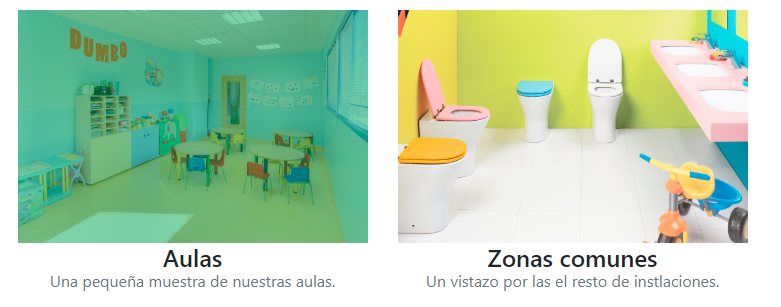 DUMBO
Aulas
Una pequeña muestra de nuestras aulas.
Zonas comunes
Un vistazo por las el resto de instlaciones.